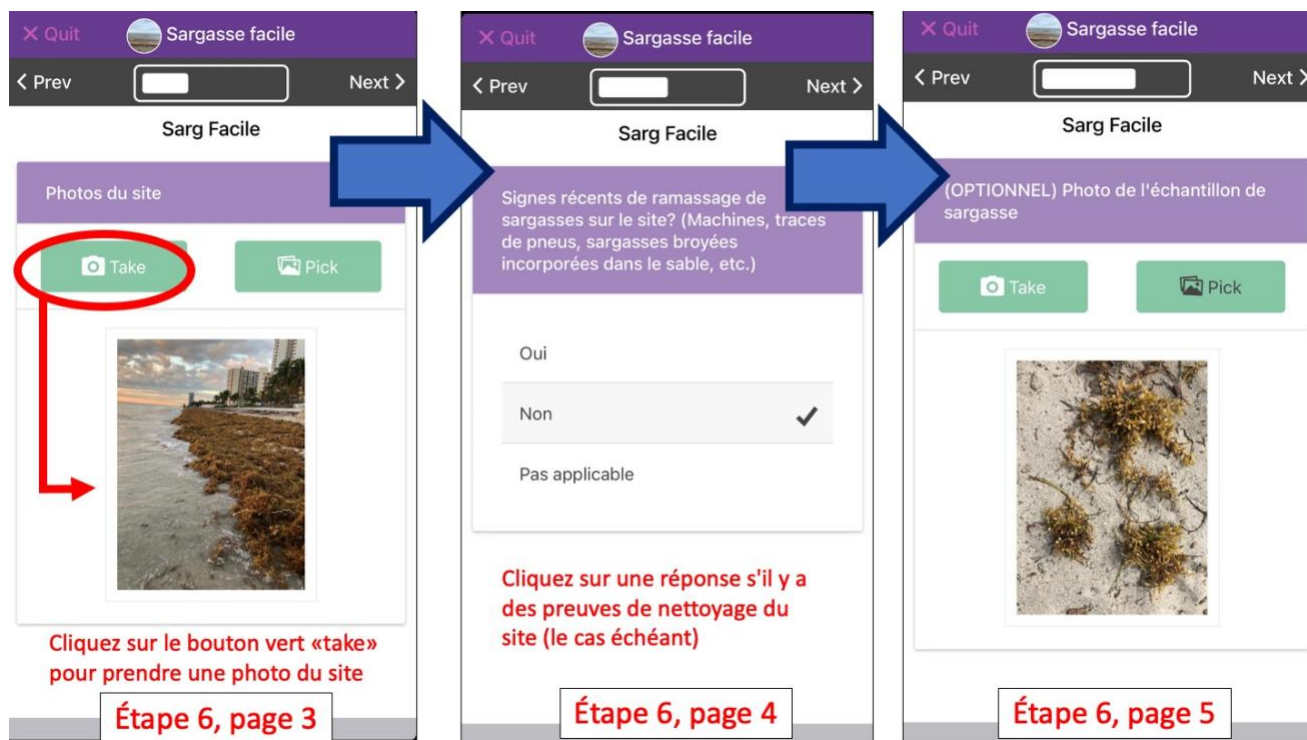 X Quit
Sargasse facile
< Prev
Next >
Sarg Facile
Photos du site
Take
Pick
Cliquez sur le bouton vert «take»
pour prendre une photo du site
Étape 6, page 3
X Quit
Sargasse facile
< Prev
Next >
Sarg Facile
Signes récents de ramassage de
sargasses sur le site? (Machines, traces
de pneus, sargasses broyées
incorporées dans le sable, etc.)
Oui
Non
Pas applicable
Cliquez sur une réponse s'il y a
des preuves de nettoyage du
site (le cas échéant)
Étape 6, page 4
X Quit
Sargasse facile
< Prev
Next >
Sarg Facile
(OPTIONNEL) Photo de l'échantillon de
sargasse
Take
Pick
Étape 6, page 5